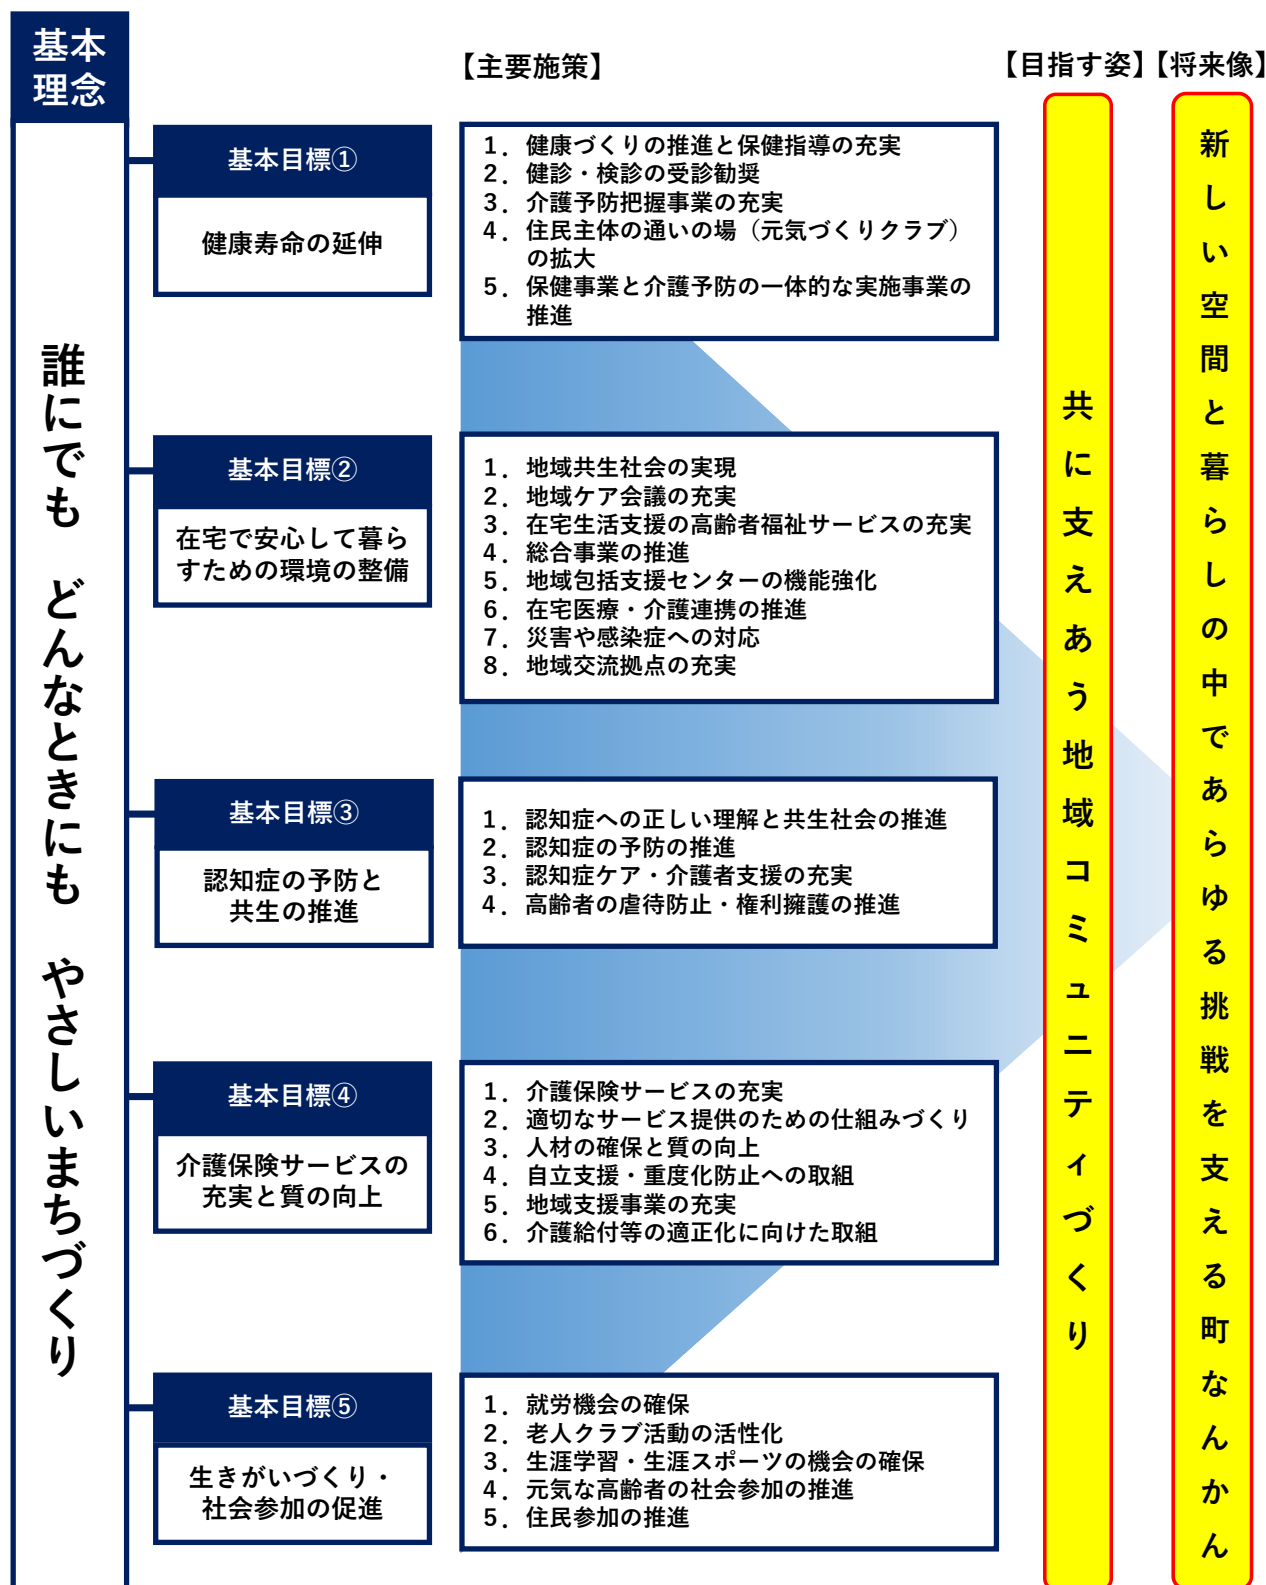 基本
理念
【主要施策】
【目指す姿】
【将来像】
誰にでも　どんなときにも　やさしいまちづくり
基本目標①
健康寿命の延伸
1．健康づくりの推進と保健指導の充実
2．健診・検診の受診勧奨
3．介護予防把握事業の充実
4．住民主体の通いの場（元気づくりクラブ）
の拡大
5．保健事業と介護予防の一体的な実施事業の
推進
基本目標②
在宅で安心して暮ら
すための環境の整備
1．地域共生社会の実現
2．地域ケア会議の充実
3．在宅生活支援の高齢者福祉サービスの充実
4．総合事業の推進
5．地域包括支援センターの機能強化
6．在宅医療・介護連携の推進
7．災害や感染症への対応
8．地域交流拠点の充実
基本目標③
認知症の予防と
共生の推進
1．認知症への正しい理解と共生社会の推進
2．認知症の予防の推進
3．認知症ケア・介護者支援の充実
4．高齢者の虐待防止・権利擁護の推進
基本目標④
介護保険サービスの
充実と質の向上
1．介護保険サービスの充実
2．適切なサービス提供のための仕組みづくり
3．人材の確保と質の向上
4．自立支援・重度化防止への取組
5．地域支援事業の充実
6．介護給付等の適正化に向けた取組
基本目標⑤
生きがいづくり・
社会参加の促進
1．就労機会の確保
2．老人クラブ活動の活性化
3．生涯学習・生涯スポーツの機会の確保
4．元気な高齢者の社会参加の推進
5．住民参加の推進
共に支えあう地域コミュニティづくり
新しい空間と暮らしの中であらゆる挑戦を支える町なんかん